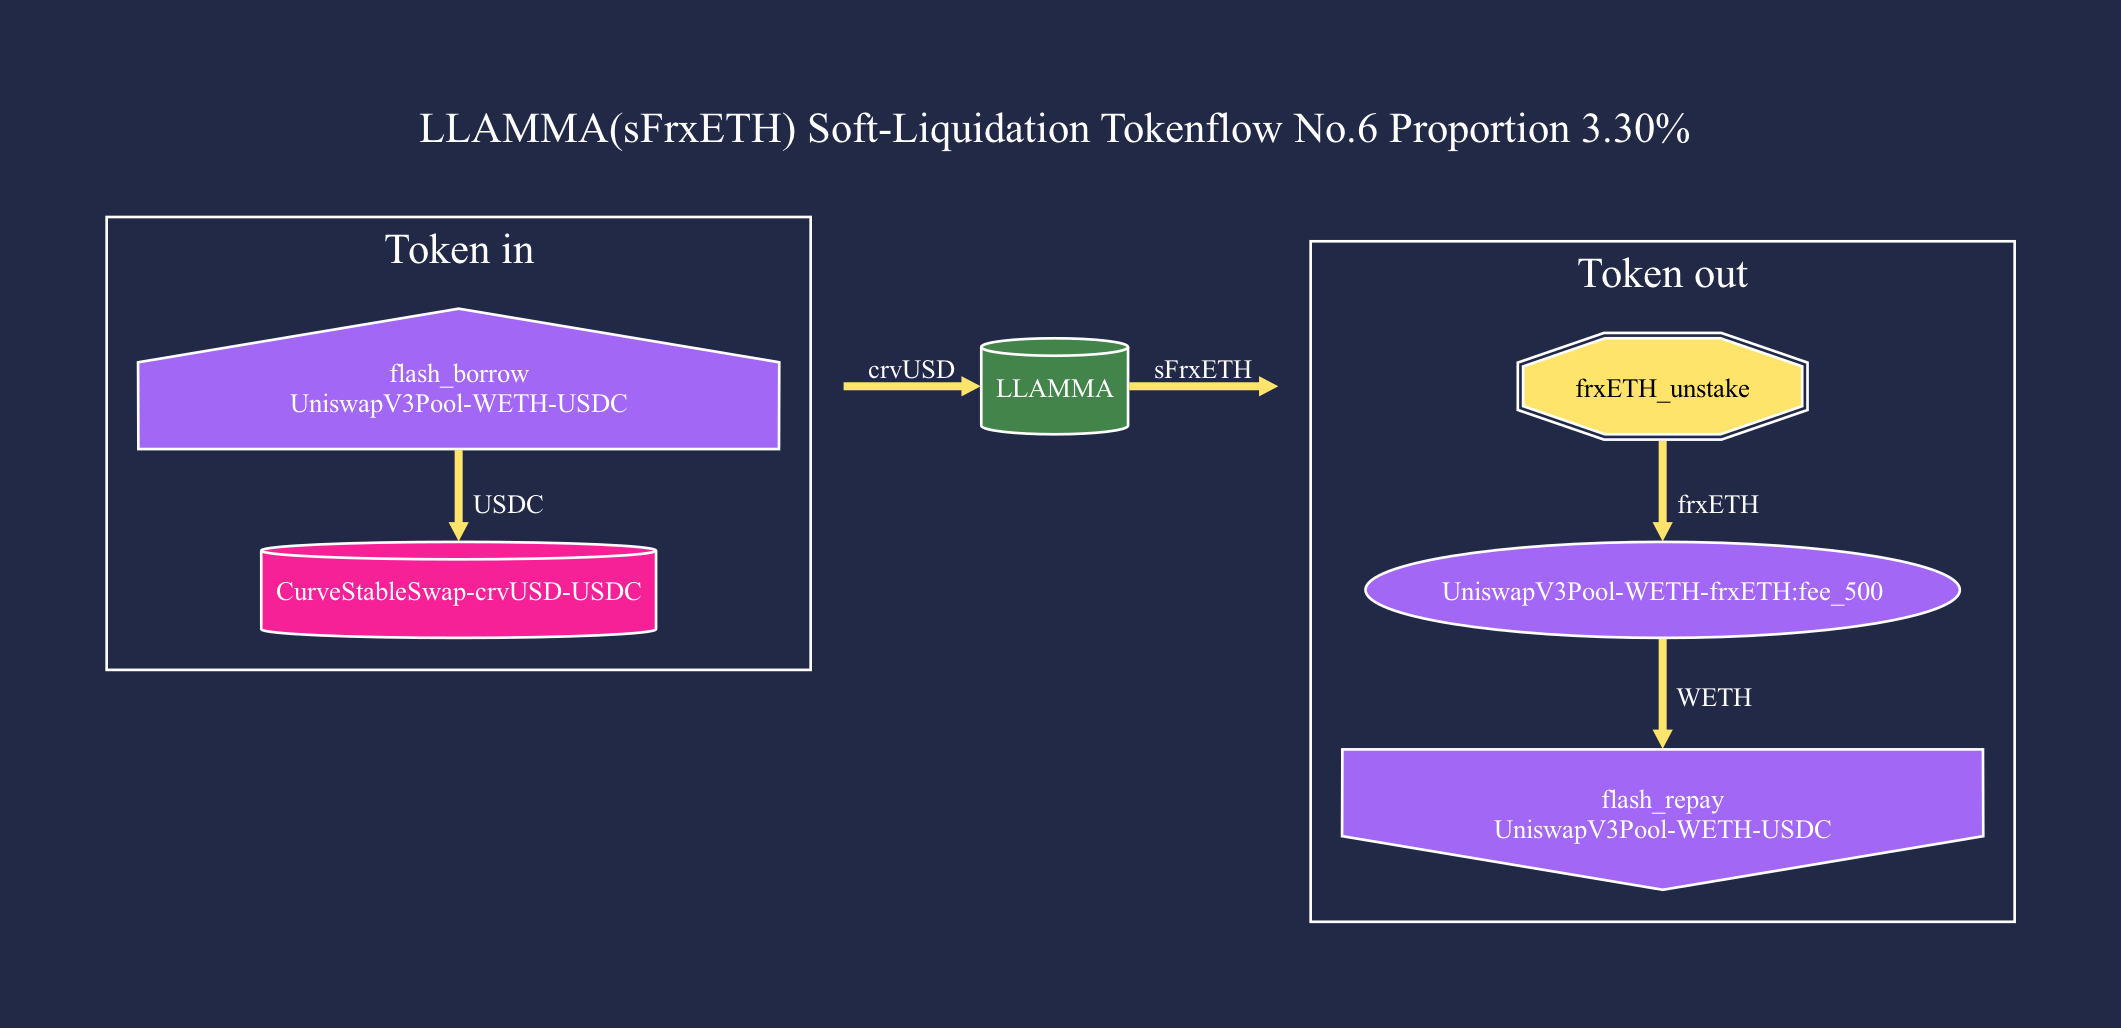 LLAMMA(sFrxETH) Soft-Liquidation Tokenflow No.6 Proportion 3.30%
Token in
flash_borrow
UniswapV3Pool-WETH-USDC
USDC
CurveStableSwap-crvUSD-USDC
crvUSD
LLAMMA
sFrxETH
Token out
frxETH_unstake
frxETH
UniswapV3Pool-WETH-frxETH:fee_500
WETH
flash_repay
UniswapV3Pool-WETH-USDC